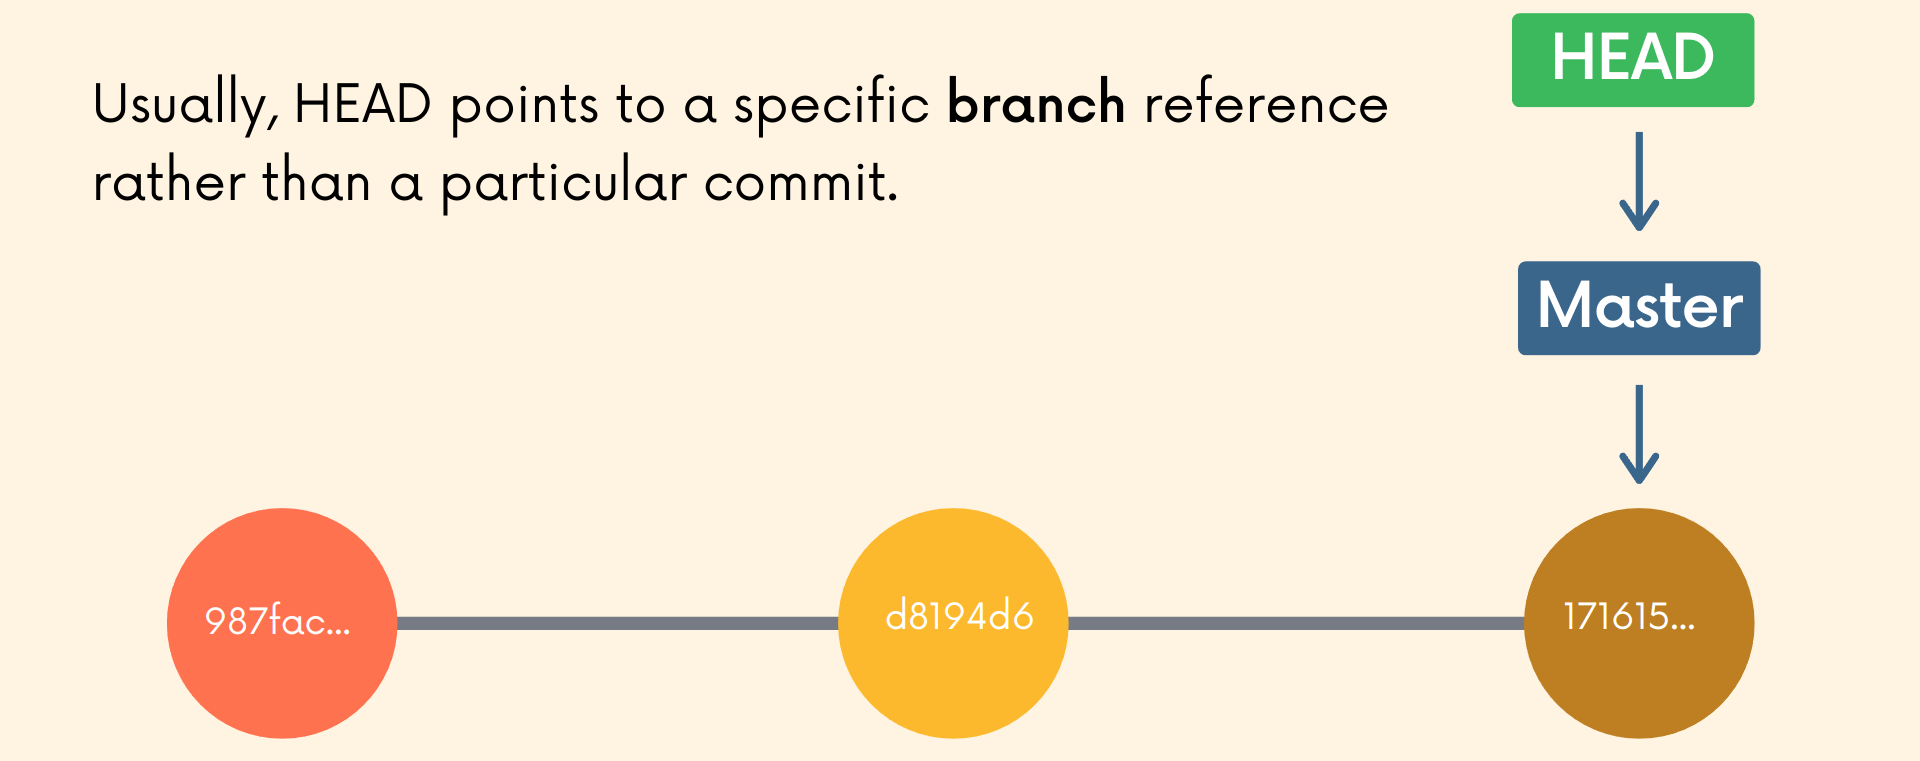 Usually, HEAD points to a specific branch reference
rather than a particular commit.
HEAD
Master
987fac...
d8194d6
171615...